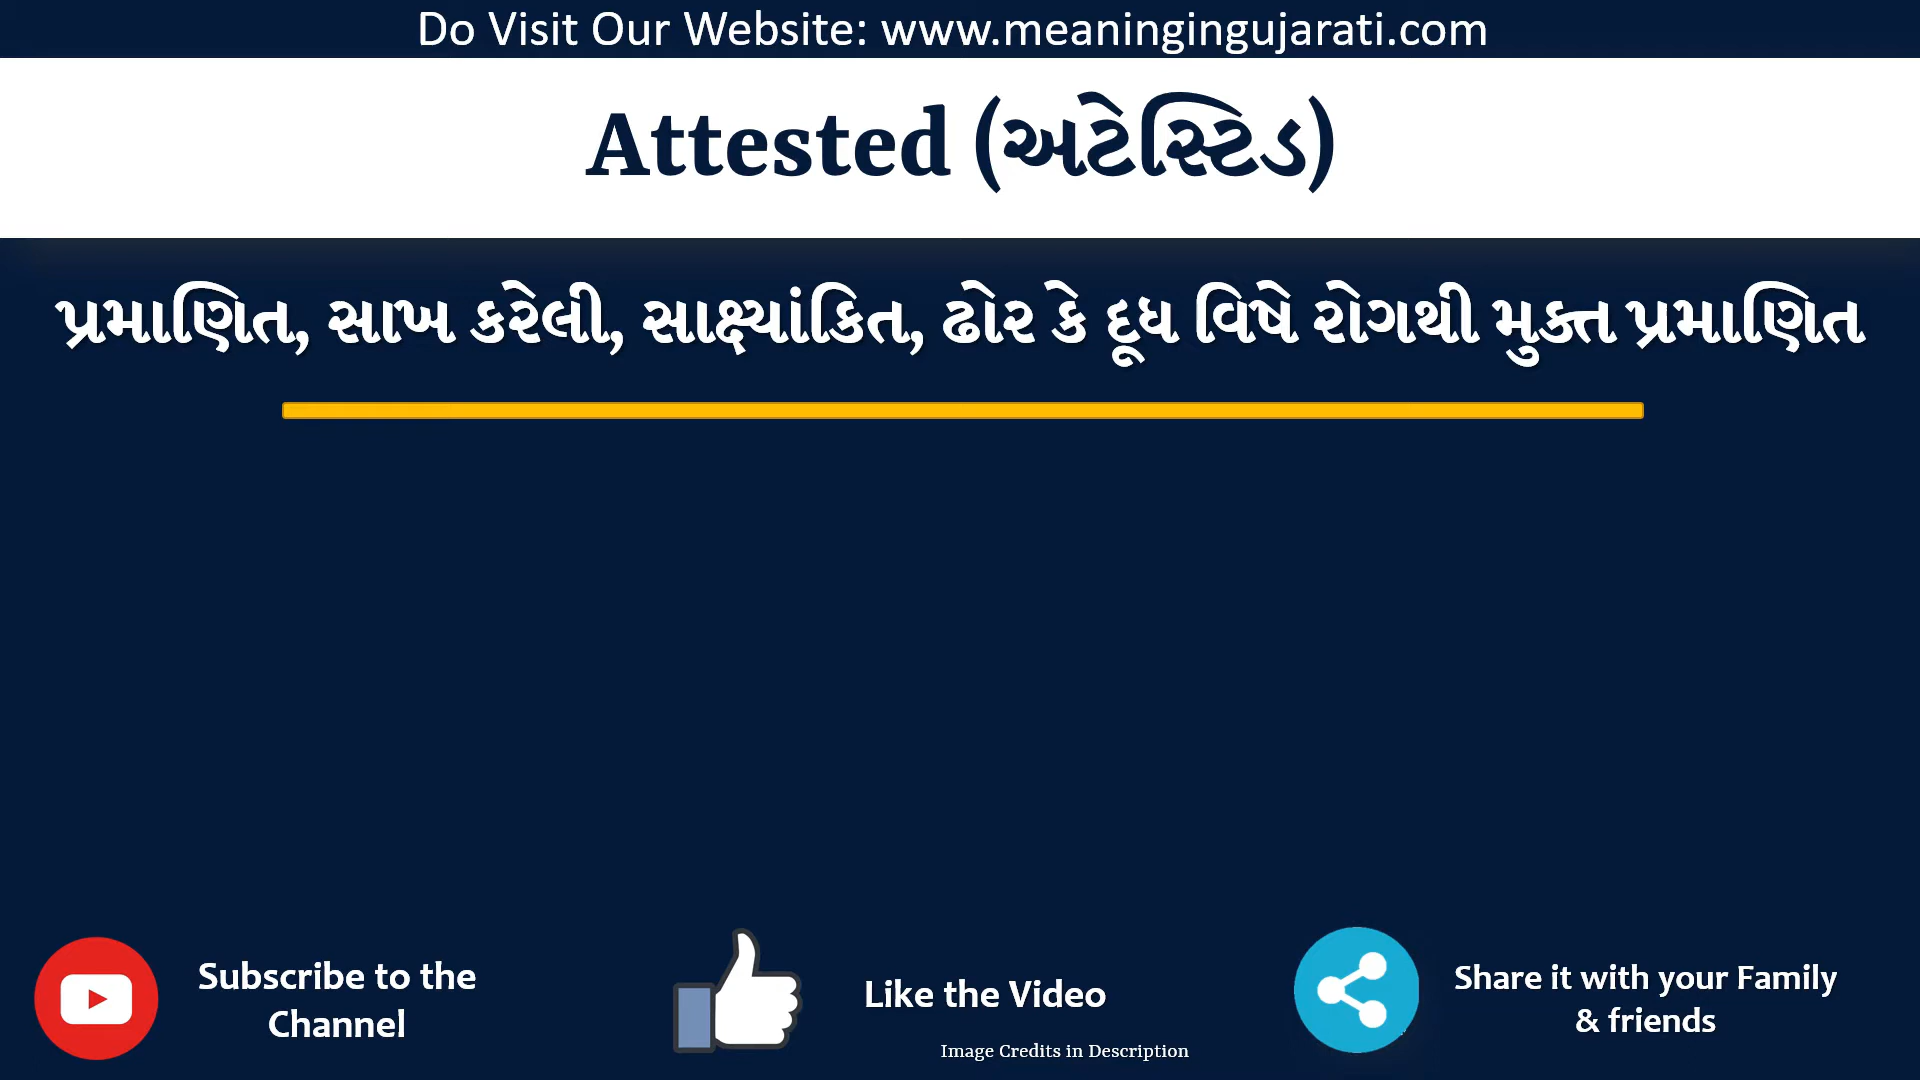 Do Visit Our Website: www.meaningingujarati.com
Attested (અટેસ્ટિડ)
પ્રમાણિત, સાખ કરેલી, સાક્ષ્યાંકિત, ઢોર કે દૂધ વિષે રોગથી મુક્ત પ્રમાણિત
Subscribe to the
Channel
Like the Video
Share it with your Family
& friends
Image Credits in Description